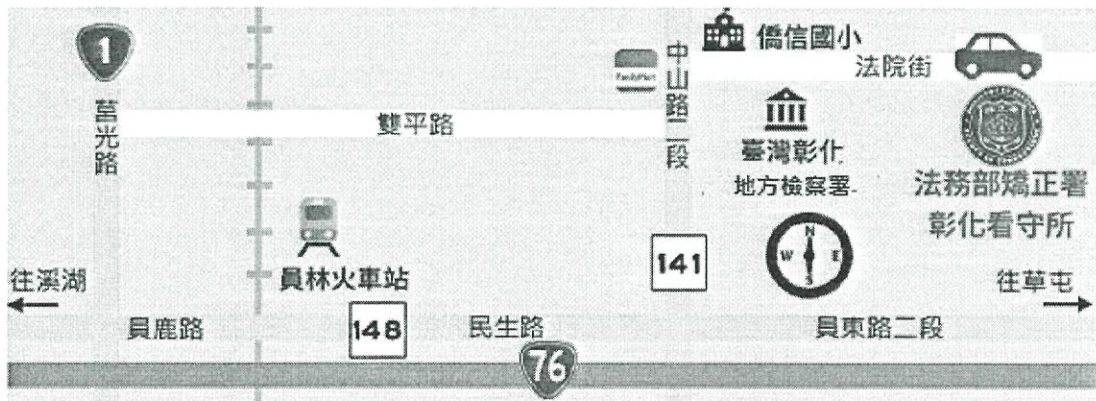 1
莒光路
雙平路
FamilyMart
中山路二段
僑信國小
法院街
臺灣彰化
地方檢察署
法務部矯正署
彰化看守所
員林火車站
141
N
W E
S
往溪湖
往草屯
員鹿路
148
民生路
員東路二段
76